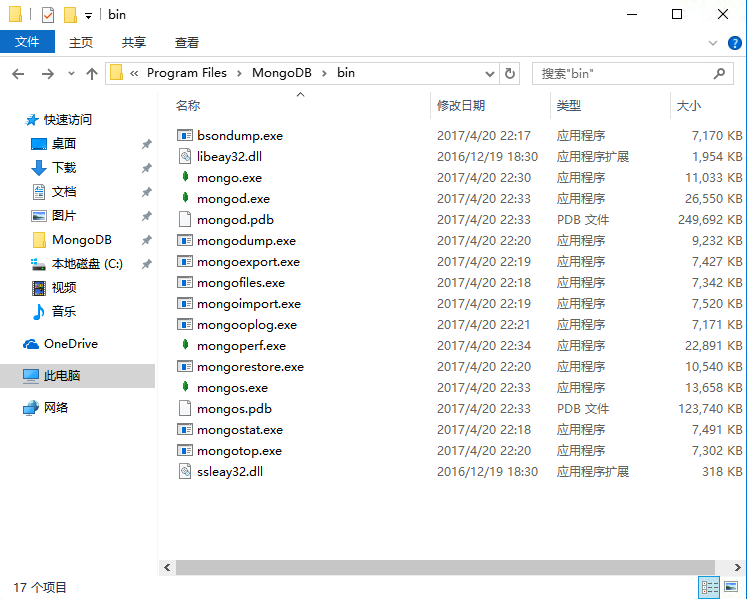 bin
文件 主页 共享 查看
« Program Files › MongoDB › bin 搜索"bin"
名称 修改日期 类型 大小
快速访问
桌面
下载
文档
图片
MongoDB
本地磁盘 (C:)
视频
音乐
OneDrive
此电脑
网络
bsondump.exe 2017/4/20 22:17 应用程序 7,170 KB
libeay32.dll 2016/12/19 18:30 应用程序扩展 1,954 KB
mongo.exe 2017/4/20 22:30 应用程序 11,033 KB
mongod.exe 2017/4/20 22:33 应用程序 26,550 KB
mongod.pdb 2017/4/20 22:33 PDB 文件 249,692 KB
mongodump.exe 2017/4/20 22:20 应用程序 9,232 KB
mongoexport.exe 2017/4/20 22:19 应用程序 7,427 KB
mongofiles.exe 2017/4/20 22:18 应用程序 7,342 KB
mongoimport.exe 2017/4/20 22:19 应用程序 7,520 KB
mongooplog.exe 2017/4/20 22:21 应用程序 7,171 KB
mongoperf.exe 2017/4/20 22:34 应用程序 22,891 KB
mongorestore.exe 2017/4/20 22:20 应用程序 10,540 KB
mongos.exe 2017/4/20 22:33 应用程序 13,658 KB
mongos.pdb 2017/4/20 22:33 PDB 文件 123,740 KB
mongostat.exe 2017/4/20 22:18 应用程序 7,491 KB
mongotop.exe 2017/4/20 22:20 应用程序 7,302 KB
ssleay32.dll 2016/12/19 18:30 应用程序扩展 318 KB
17 个项目